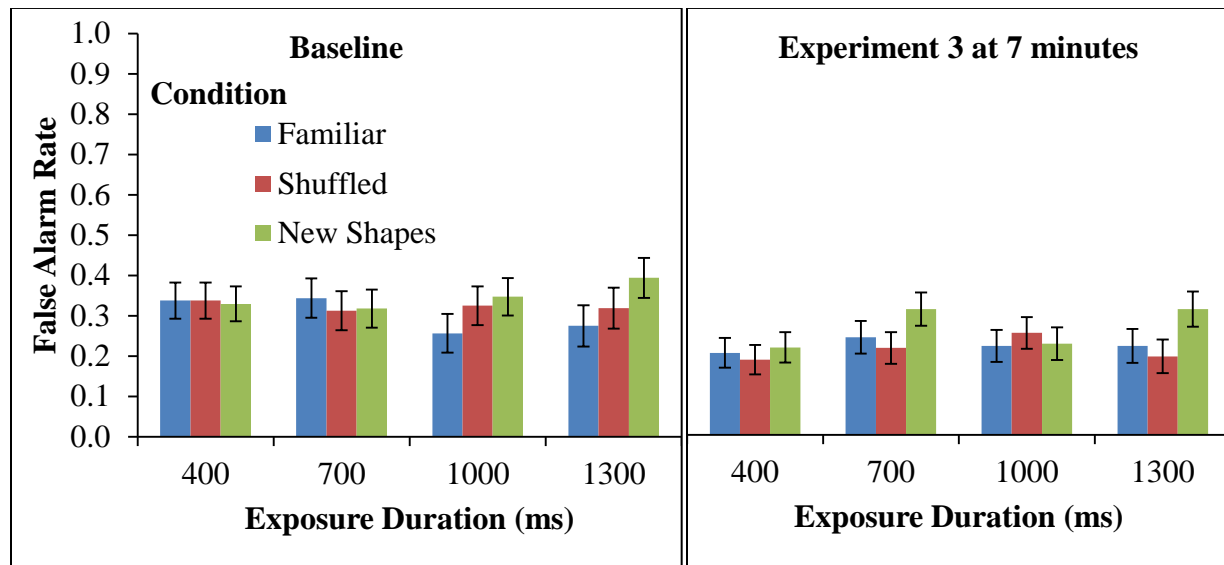 Baseline
Condition
Familiar
Shuffled
New Shapes
False Alarm Rate
1.0
0.9
0.8
0.7
0.6
0.5
0.4
0.3
0.2
0.1
0.0
400 700 1000 1300
Exposure Duration (ms)
Experiment 3 at 7 minutes
400 700 1000 1300
Exposure Duration (ms)